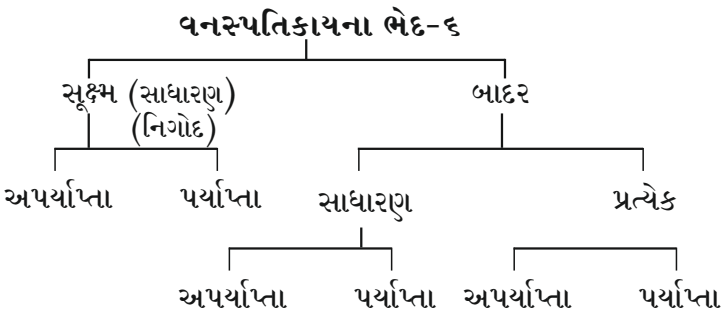 વનસ્પતિકાયના ભેદ-૬
સૂક્ષ્મ (સાધારણ) બાદર
(નિગોદ)
અપર્યાપ્તા પર્યાપ્તા સાધારણ પ્રત્યેક
અપર્યાપ્તા પર્યાપ્તા અપર્યાપ્તા પર્યાપ્તા